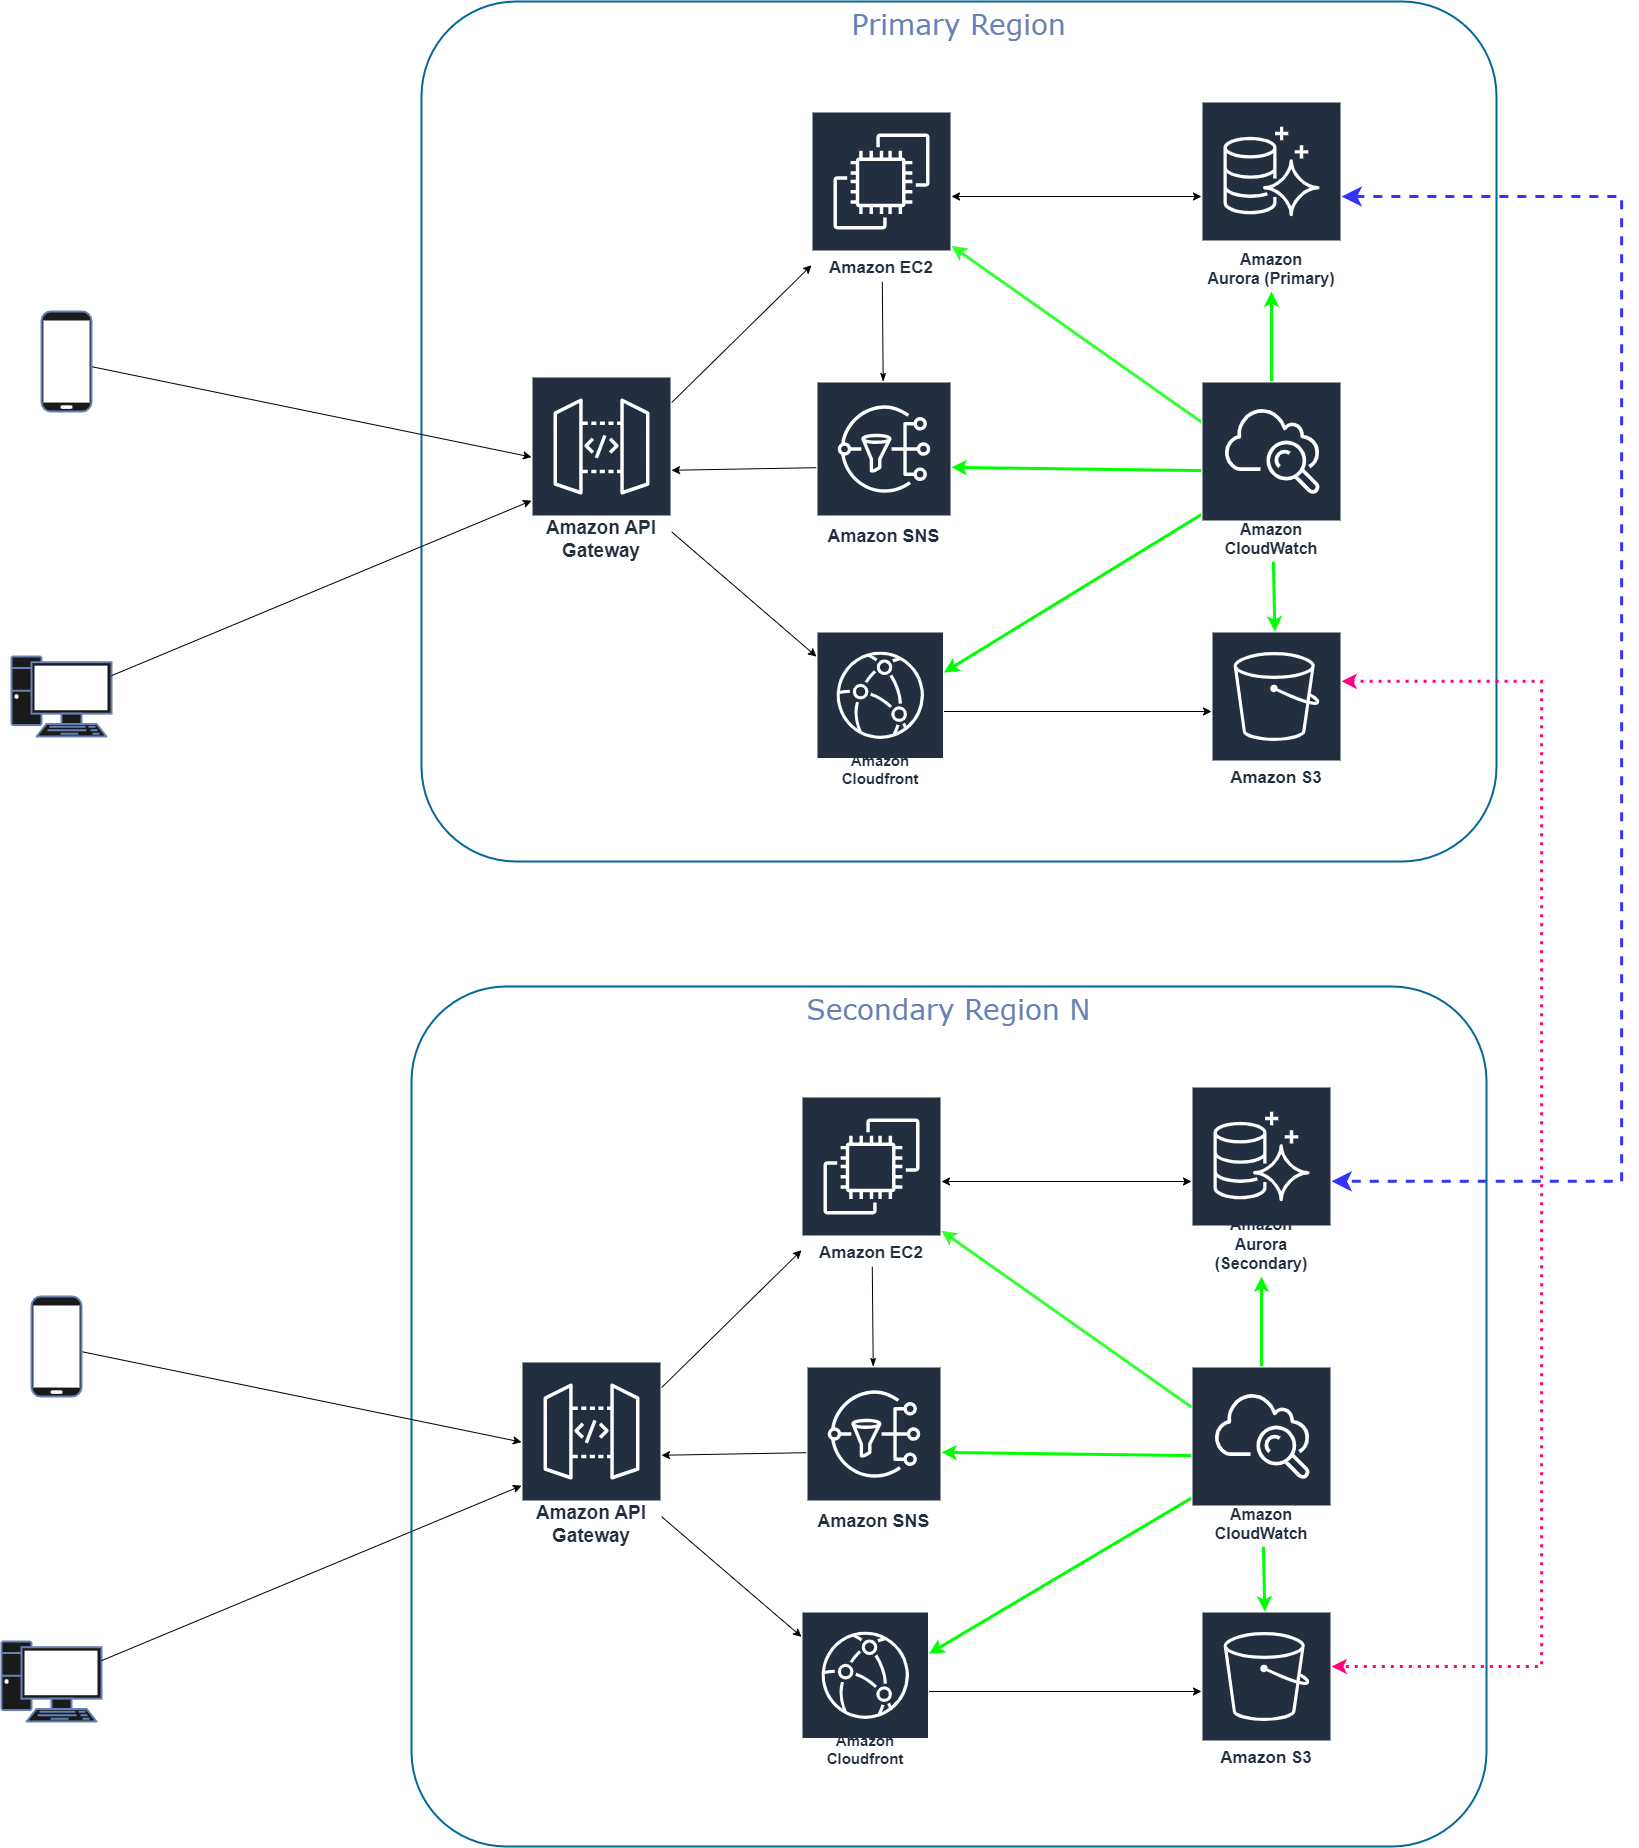 Primary Region
Amazon EC2
Amazon
Aurora (Primary)
Amazon API
Gateway
Amazon SNS
Amazon
CloudWatch
Amazon
Cloudfront
Amazon S3
Secondary Region N
Amazon EC2
Amazon
Aurora
(Secondary)
Amazon API
Gateway
Amazon SNS
Amazon
CloudWatch
Amazon
Cloudfront
Amazon S3